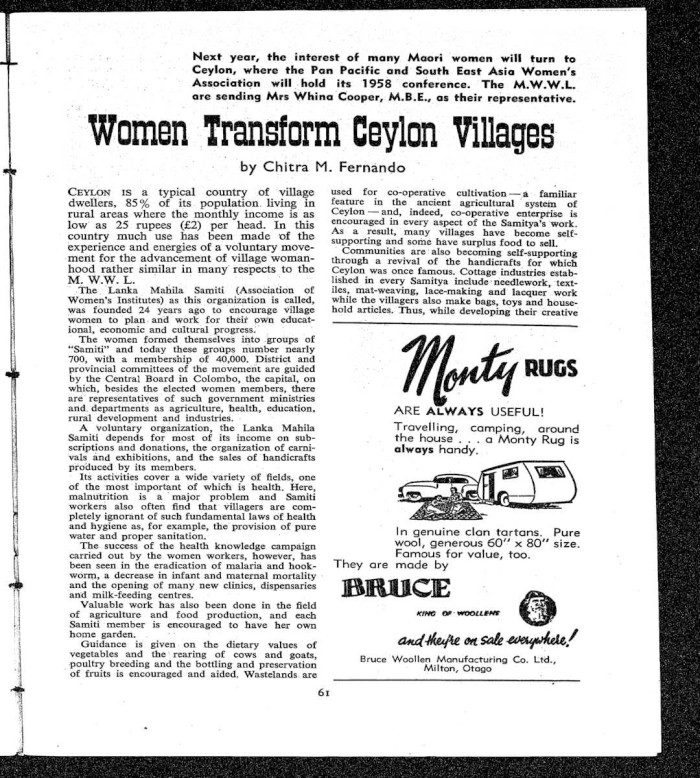 Next year, the interest of many Maori women will turn to
Ceylon, where the Pan Pacific and South East Asia Women's
Association will hold its 1958 conference. The M.W.W.L.
are sending Mrs Whina Cooper, M.B.E., as their representative.
Women Transform Ceylon Villages
by Chitra M. Fernando
CEYLON IS a typical country of village
dwellers, 85% of its population living in
rural areas where the monthly income is as
low as 25 rupees (£2) per head. In this
country much use has been made of the
experience and energies of a voluntary move-
ment for the advancement of village woman-
hood rather similar in many respects to the
M. W. W. L.
The Lanka Mahila Samiti (Association of
Women's Institutes) as this organization is called,
was founded 24 years ago to encourage village
women to plan and work for their own educat-
ional, economic and cultural progress.
The women formed themselves into groups of
"Samiti" and today these groups number nearly
700, with a membership of 40,000. District and
provincial committees of the movement are guided
by the Central Board in Colombo, the capital, on
which, besides the elected women members, there
are representatives of such government ministries
and departments as agriculture, health, education,
rural development and industries.
A voluntary organization, the Lanka Mahila
Samiti depends for most of its income on sub-
scriptions and donations, the organization of carni-
vals and exhibitions, and the sales of handicrafts
produced by its members.
Its activities cover a wide variety of fields, one
of the most important of which is health. Here,
malnutrition is a major problem and Samiti
workers also often find that villagers are com-
pletely ignorant of such fundamental laws of health
and hygiene as, for example, the provision of pure
water and proper sanitation.
The success of the health knowledge campaign
carried out by the women workers, however, has
been seen in the eradication of malaria and hook-
worm, a decrease in infant and maternal mortality
and the opening of many new clinics, dispensaries
and milk-feeding centres.
Valuable work has also been done in the field
of agriculture and food production, and each
Samiti member is encouraged to have her own
home garden.
Guidance is given on the dietary values of
vegetables and the rearing of cows and goats,
poultry breeding and the bottling and preservation
of fruits is encouraged and aided. Wastelands are
used for co-operative cultivation — a familiar
feature in the ancient agricultural system of
Ceylon — and, indeed, co-operative enterprise is
encouraged in every aspect of the Samitya's work.
As a result, many villages have become self-
supporting and some have surplus food to sell.
Communities are also becoming self-supporting
through a revival of the handicrafts for which
Ceylon was once famous. Cottage industries estab-
lished in every Samitya include needlework, text-
iles, mat-weaving, lace-making and lacquer work
while the villagers also make bags, toys and house-
hold articles. Thus, while developing their creative
Monty RUGS
ARE ALWAYS USEFUL!
Travelling, camping, around
the house . . . a Monty Rug is
always handy.
In genuine clan tartans. Pure
wool, generous 60" x 80" size.
Famous for value, too.
They are made by
BRUCE
KING OF WOOLLENS
and they're on sale everywhere!
Bruce Woollen Manufacturing Co. Ltd.,
Milton, Otago
61